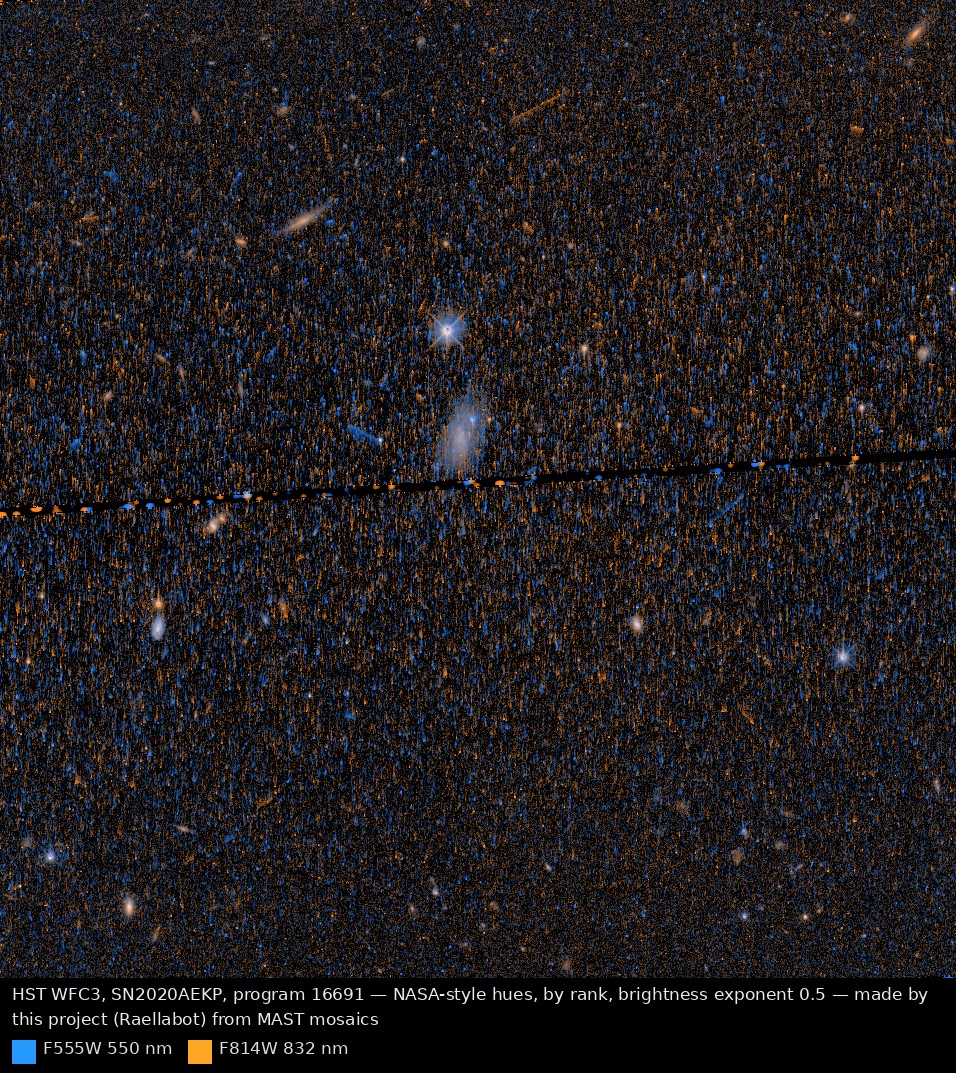 HST WFC3, SN2020AEKP, program 16691 — NASA-style hues, by rank, brightness exponent 0.5 — made by
this project (Raellabot) from MAST mosaics
F555W 550 nm F814W 832 nm